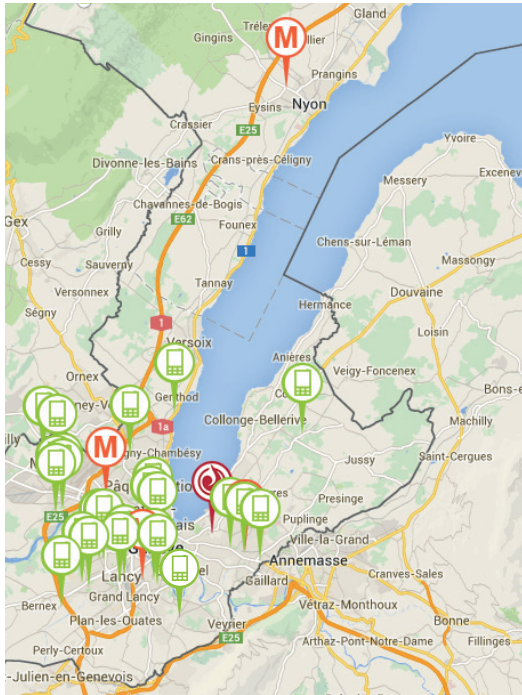 Gland
Gingins
M
Prangins
Eysins
Nyon
Crassier
E25
Yvoire
Divonne-les-Bains
Crans-près-Céligny
Messery
Chavannes-de-Bogis
E62
Gex
Founex
Grilly
1
Chens-sur-Léman
Cessy
Sauverny
Massongy
Tannay
Versonnex
Douvaine
Hermance
Ségny
1
Loisin
Versoix
Ornex
Anières
Veigy-Foncenex
Genthod
Bons-e
Collonge-Bellerive
Machilly
1a
M
gny-Chambésy
Jussy
Saint-Cergues
Presinge
E25
Puplinge
Ville-la-Grand
Annemasse
Lancy
Gaillard
Cranves-Sales
Bernex
Grand Lancy
Vétraz-Monthoux
Plan-les-Ouates
Veyrier
Bonne
E25
Arthaz-Pont-Notre-Dame
Fillinges
Perly-Certoux
-Julien-en-Genevois